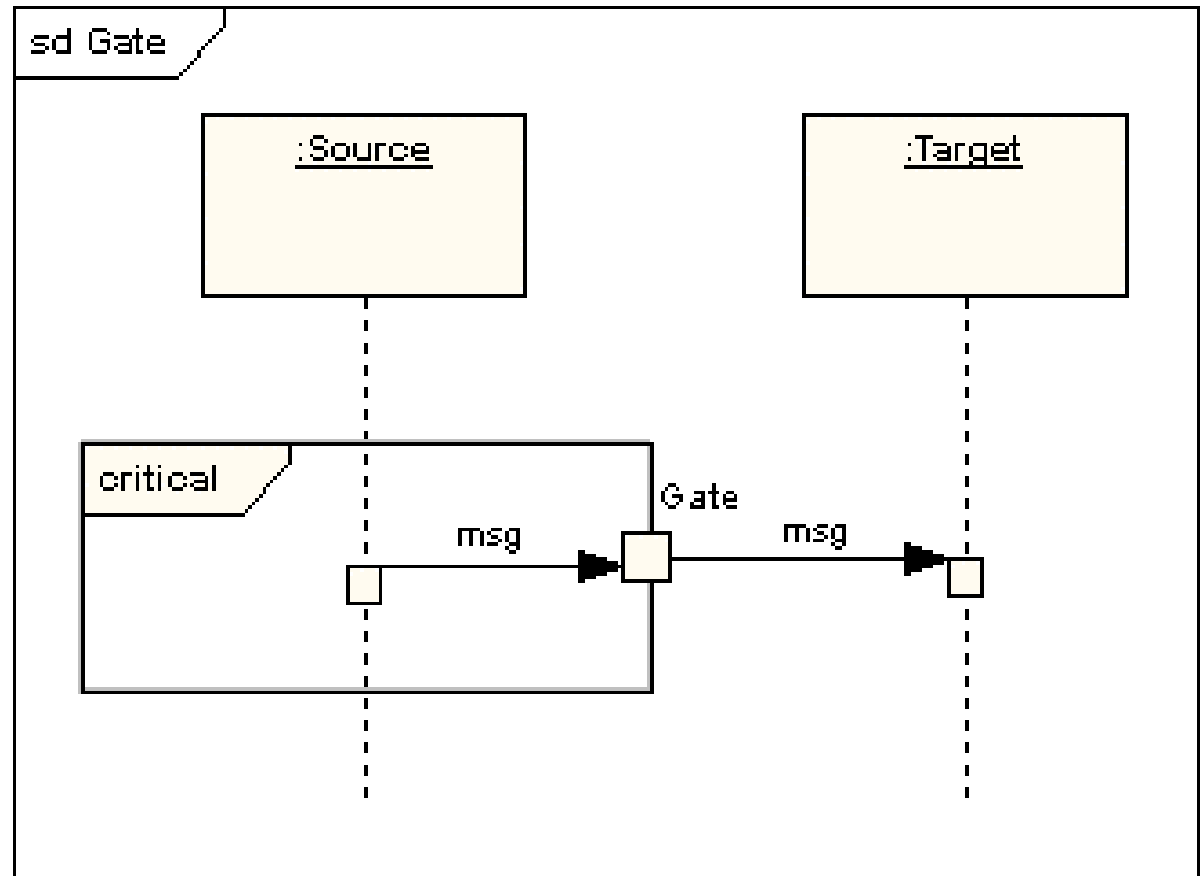 sd Gate
:Source
:Target
critical
Gate
msg
msg